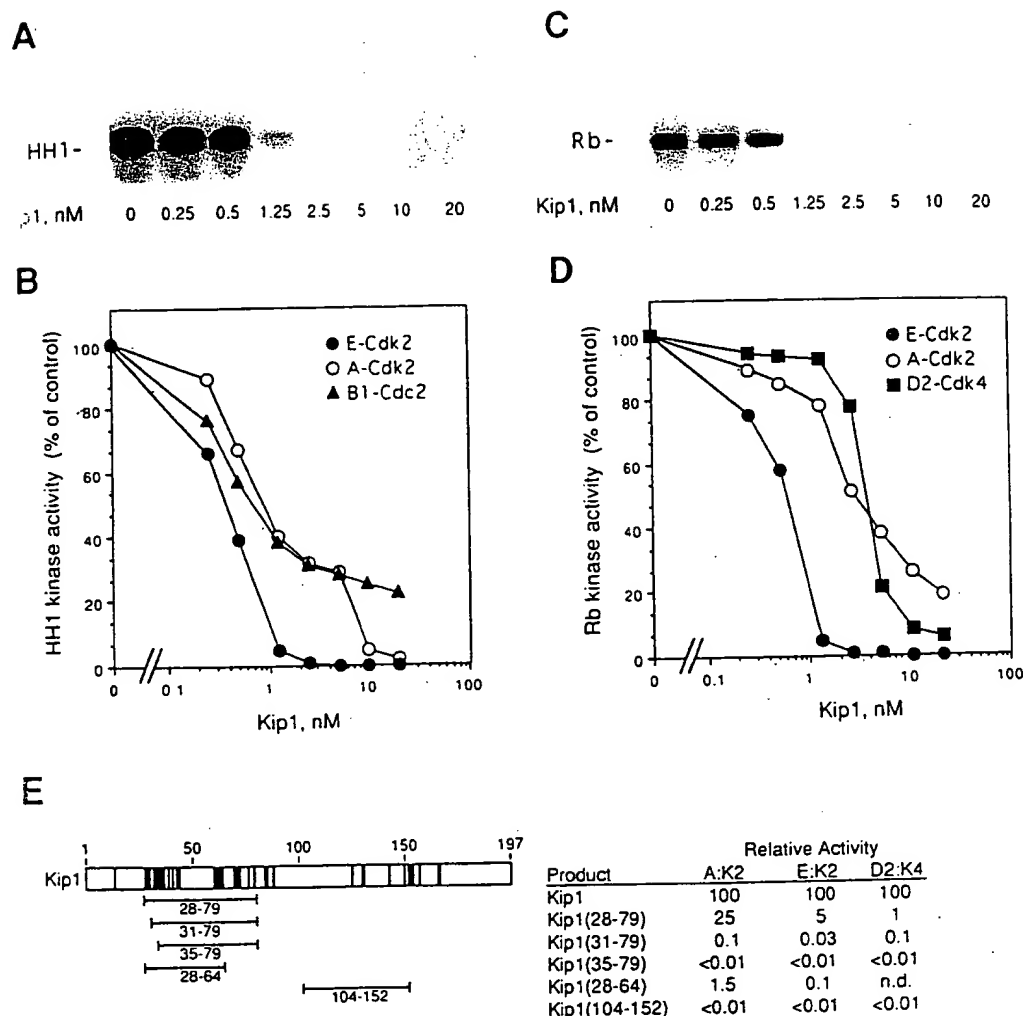 A
HH1-
p1, nM 0 0.25 0.5 1.25 2.5 5 10 20
C
Rb-
Kip1, nM 0 0.25 0.5 1.25 2.5 5 10 20
B
HH1 kinase activity (% of control)
100
80
60
40
20
0
E-Cdk2
A-Cdk2
B1-Cdc2
0 0 1 1 10 100
Kip1, nM
D
Rb kinase activity (% of control)
100
80
60
40
20
0
E-Cdk2
A-Cdk2
D2-Cdk4
0 0.1 1 10 100
Kip1, nM
E
1 50 100 150 197
Kip1
28-79
31-79
35-79
28-64
104-152
Relative Activity
Product A:K2 E:K2 D2:K4
Kip1 100 100 100
Kip1(28-79) 25 5 1
Kip1(31-79) 0.1 0.03 0.1
Kip1(35-79) <0.01 <0.01 <0.01
Kip1(28-64) 1.5 0.1 n.d.
Kip1(104-152) <0.01 <0.01 <0.01